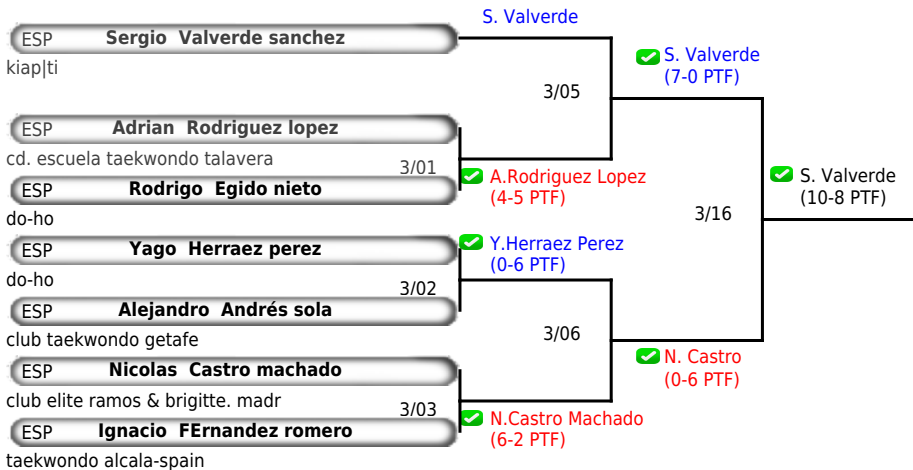 S. Valverde
ESP Sergio Valverde sanchez
kiap|ti
S. Valverde
(7-0 PTF)
3/05
ESP Adrian Rodriguez lopez
cd. escuela taekwondo talavera
3/01
A.Rodriguez Lopez
(4-5 PTF)
ESP Rodrigo Egido nieto
do-ho
S. Valverde
(10-8 PTF)
3/16
ESP Yago Herraez perez
do-ho
Y.Herraez Perez
(0-6 PTF)
3/02
ESP Alejandro Andrés sola
club taekwondo getafe
3/06
N. Castro
(0-6 PTF)
ESP Nicolas Castro machado
club elite ramos & brigitte. madr
3/03
N.Castro Machado
(6-2 PTF)
ESP Ignacio FErnandez romero
taekwondo alcala-spain